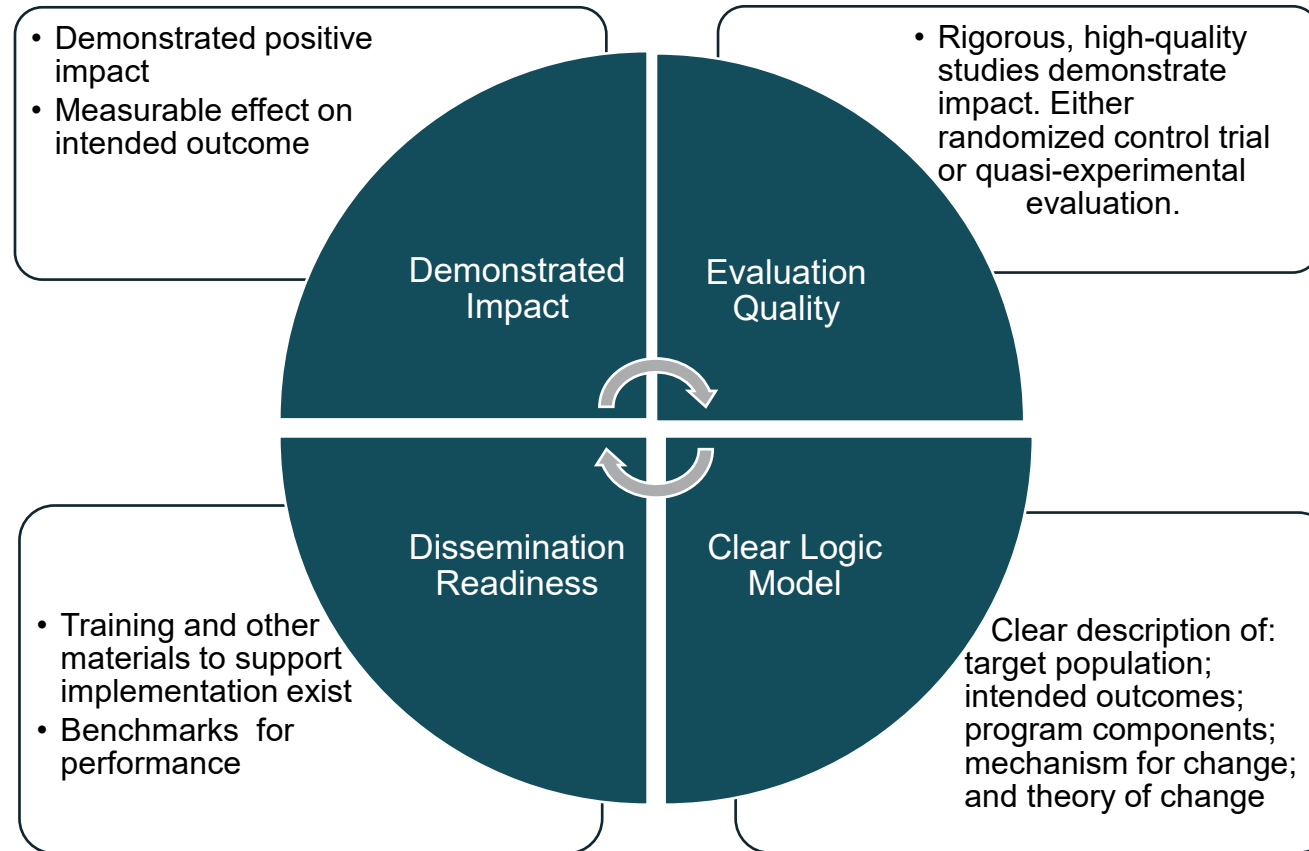 • Demonstrated positive
impact
• Measurable effect on
intended outcome
• Rigorous, high-quality
studies demonstrate
impact. Either
randomized control trial
or quasi-experimental
evaluation.
Demonstrated
Impact
Evaluation
Quality
Dissemination
Readiness
Clear Logic
Model
• Training and other
materials to support
implementation exist
• Benchmarks for
performance
Clear description of:
target population;
intended outcomes;
program components;
mechanism for change;
and theory of change